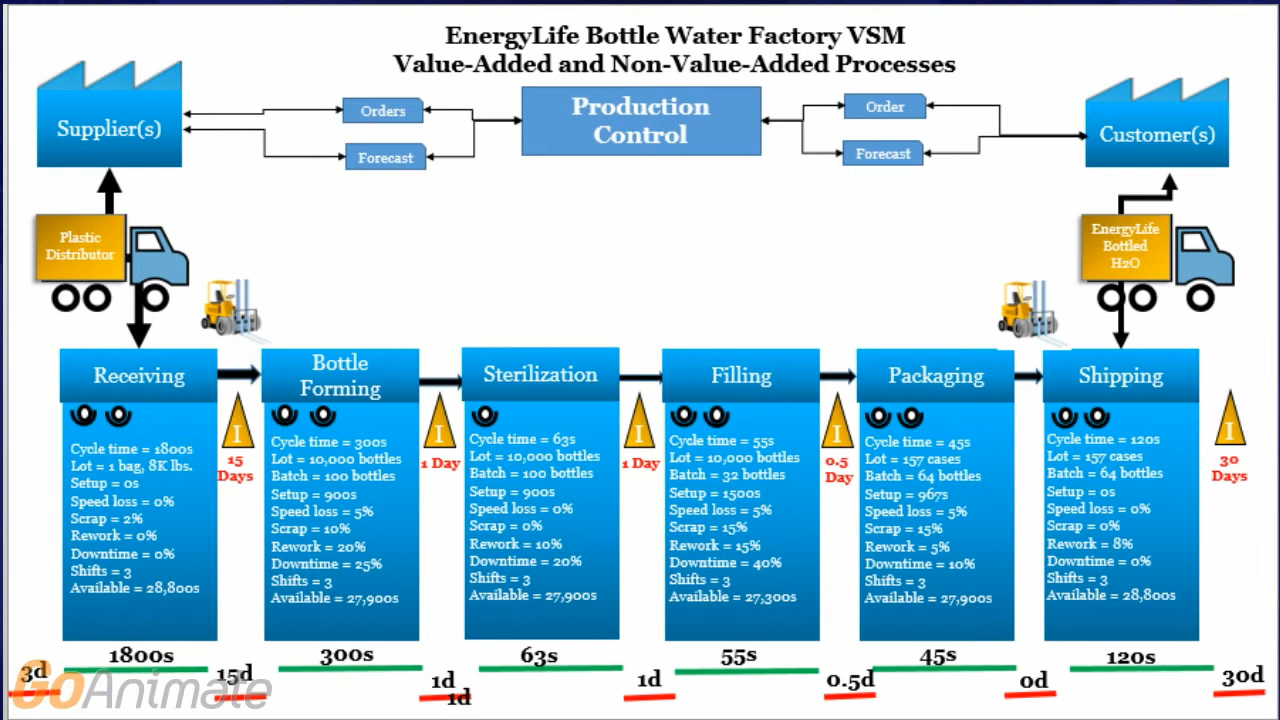 EnergyLife Bottle Water Factory VSM
Value-Added and Non-Value-Added Processes
Supplier(s)
Orders
Forecast
Production
Control
Order
Forecast
Customer(s)
Plastic
Distributor
EnergyLife
Bottled
H2O
Receiving
Cycle time = 1800s
Lot = 1 bag, 8K lbs.
Setup = 0s
Speed loss = 0%
Scrap = 2%
Rework = 0%
Downtime = 0%
Shifts = 3
Available = 28,800s
I
15
Days
Bottle
Forming
Cycle time = 300s
Lot = 10,000 bottles
Batch = 100 bottles
Setup = 900s
Speed loss = 5%
Scrap = 10%
Rework = 20%
Downtime = 25%
Shifts = 3
Available = 27,900s
I
1 Day
Sterilization
Cycle time = 63s
Lot = 10,000 bottles
Batch = 100 bottles
Setup = 900s
Speed loss = 0%
Scrap = 0%
Rework = 10%
Downtime = 20%
Shifts = 3
Available = 27,900s
I
1 Day
Filling
Cycle time = 55s
Lot = 10,000 bottles
Batch = 32 bottles
Setup = 1500s
Speed loss = 5%
Scrap = 15%
Rework = 15%
Downtime = 40%
Shifts = 3
Available = 27,300s
I
0.5
Day
Packaging
Cycle time = 45s
Lot = 157 cases
Batch = 64 bottles
Setup = 967s
Speed loss = 5%
Scrap = 15%
Rework = 5%
Downtime = 10%
Shifts = 3
Available = 27,900s
Shipping
Cycle time = 120s
Lot = 157 cases
Batch = 64 bottles
Setup = 0s
Speed loss = 0%
Scrap = 0%
Rework = 8%
Downtime = 0%
Shifts = 3
Available = 28,800s
I
30
Days
1800s
300s
63s
55s
45s
120s
3d
15d
1d
1d
1d
0.5d
0d
30d
GOAnimate